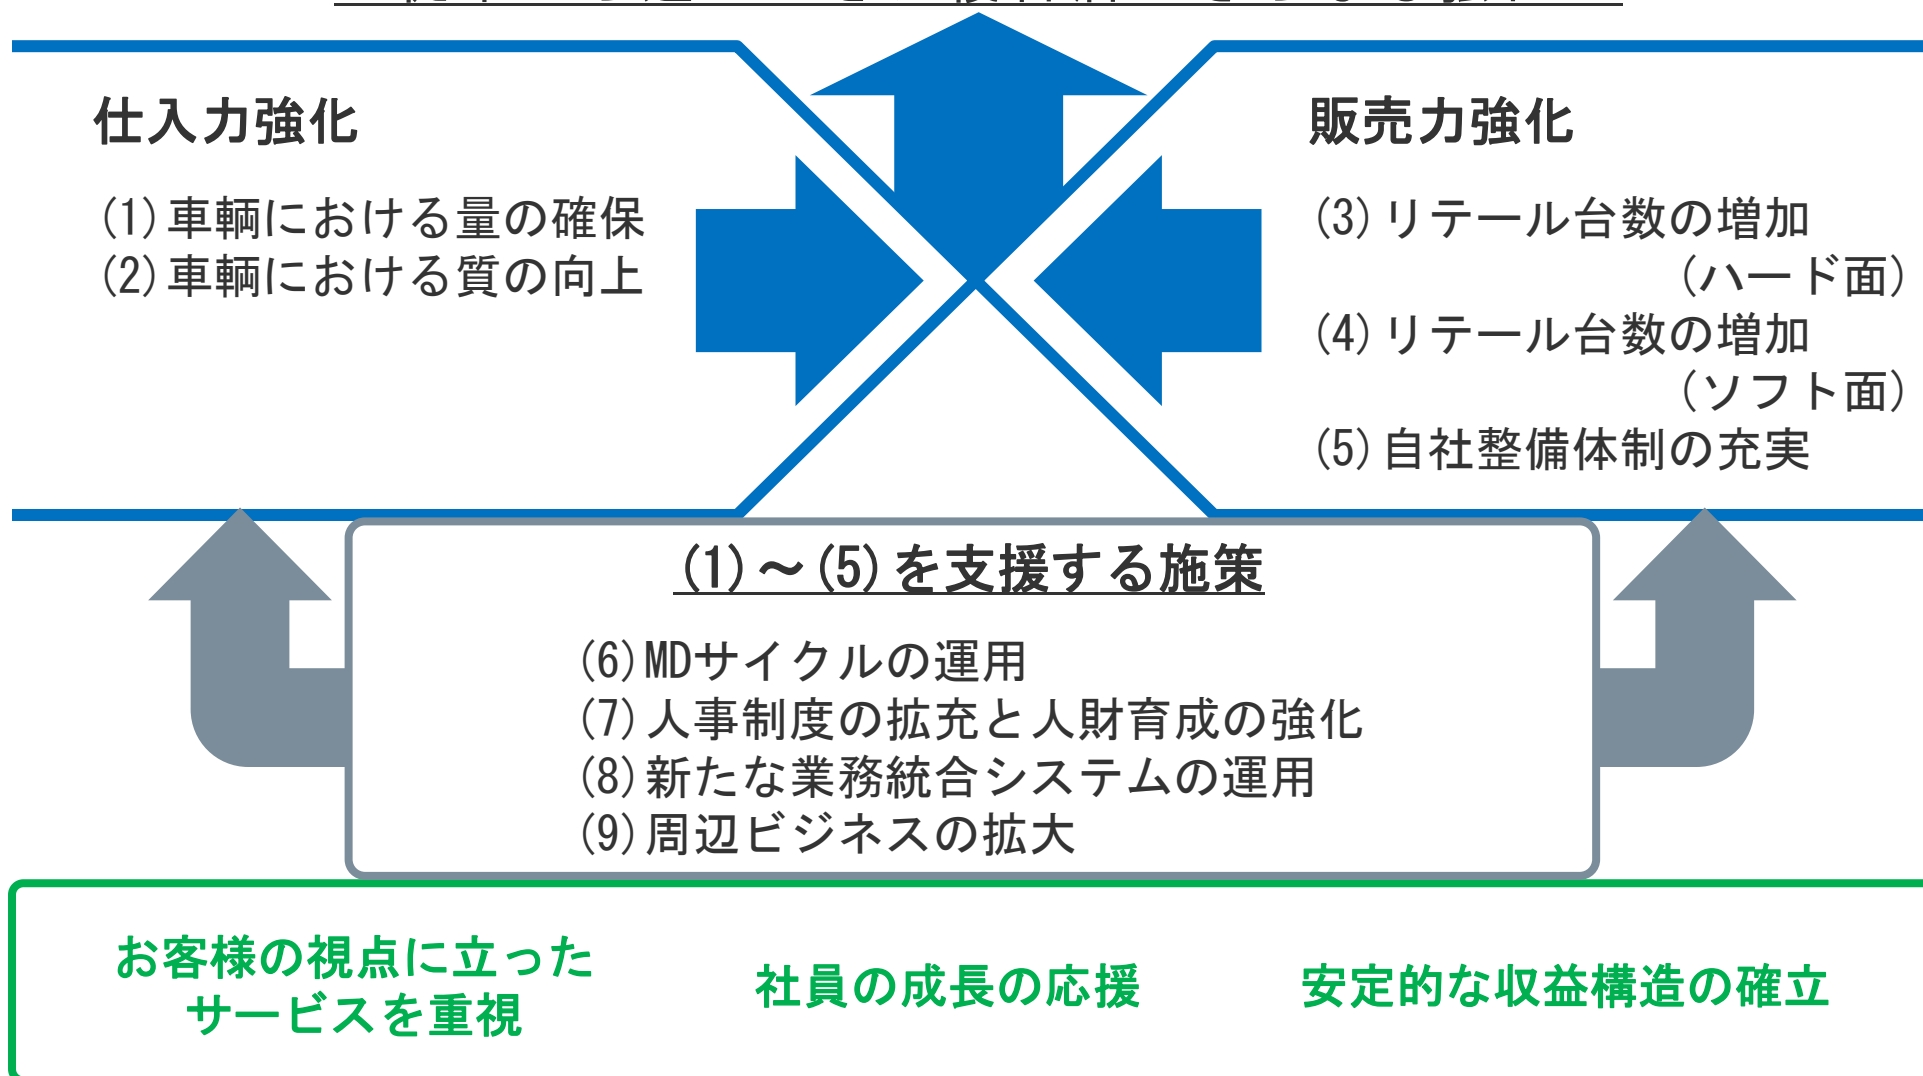 仕入力強化
(1)車輌における量の確保
(2)車輌における質の向上
販売力強化
(3)リテール台数の増加
(ハード面)
(4)リテール台数の増加
(ソフト面)
(5)自社整備体制の充実
(1)～(5)を支援する施策
(6)MDサイクルの運用
(7)人事制度の拡充と人財育成の強化
(8)新たな業務統合システムの運用
(9)周辺ビジネスの拡大
お客様の視点に立った
サービスを重視
社員の成長の応援
安定的な収益構造の確立